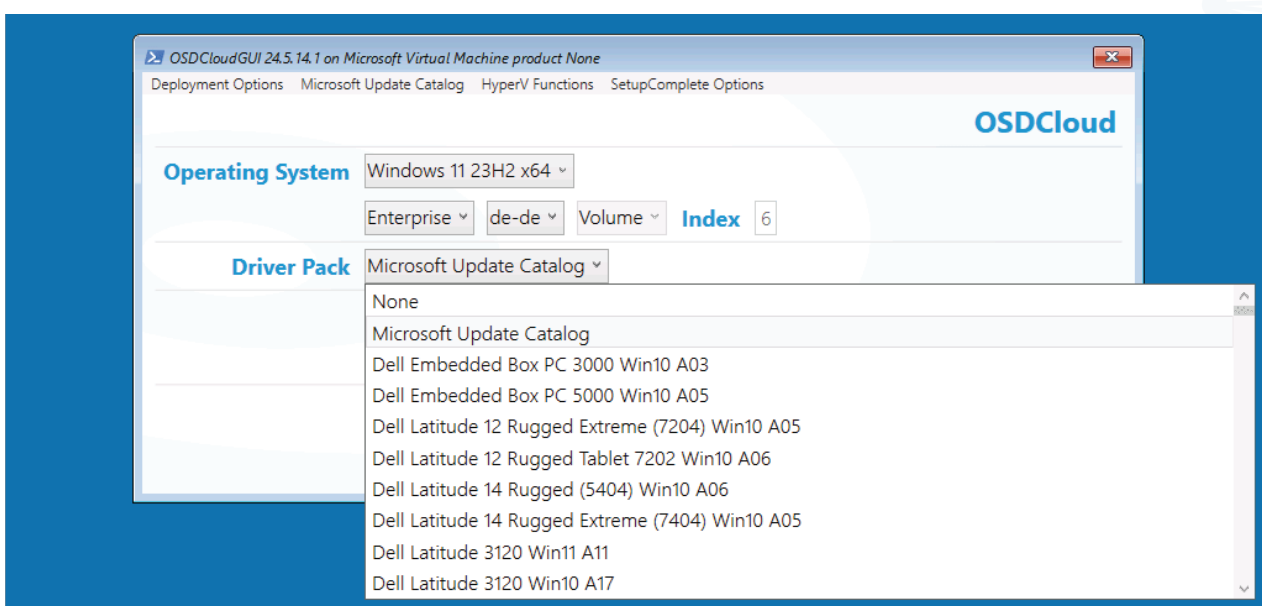 OSDCloudGUI 24.5.14.1 on Microsoft Virtual Machine product None
Deployment Options Microsoft Update Catalog HyperV Functions SetupComplete Options
OSDCloud
Operating System Windows 11 23H2 x64
Enterprise de-de Volume Index 6
Driver Pack Microsoft Update Catalog
None
Microsoft Update Catalog
Dell Embedded Box PC 3000 Win10 A03
Dell Embedded Box PC 5000 Win10 A05
Dell Latitude 12 Rugged Extreme (7204) Win10 A05
Dell Latitude 12 Rugged Tablet 7202 Win10 A06
Dell Latitude 14 Rugged (5404) Win10 A06
Dell Latitude 14 Rugged Extreme (7404) Win10 A05
Dell Latitude 3120 Win11 A11
Dell Latitude 3120 Win10 A17